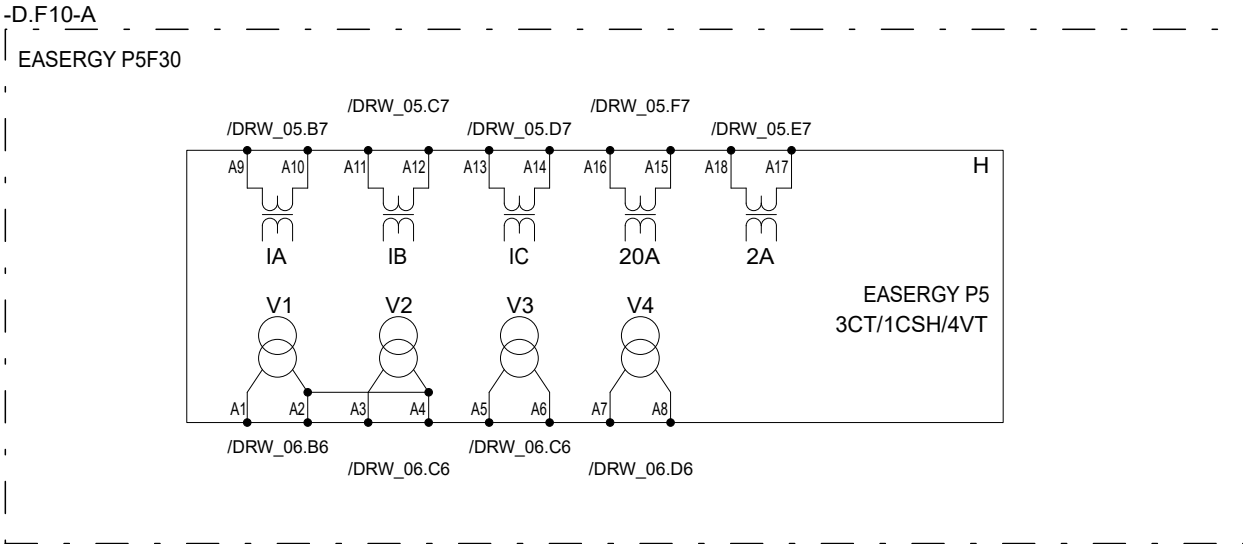 -D.F10-A
EASERGY P5F30
/DRW_05.C7 /DRW_05.F7
/DRW_05.B7 /DRW_05.D7 /DRW_05.E7
A9 A10 A11 A12 A13 A14 A16 A15 A18 A17 H
IA IB IC 20A 2A
EASERGY P5
V1 V2 V3 V4
3CT/1CSH/4VT
A1 A2 A3 A4 A5 A6 A7 A8
/DRW_06.B6 /DRW_06.C6
/DRW_06.C6 /DRW_06.D6